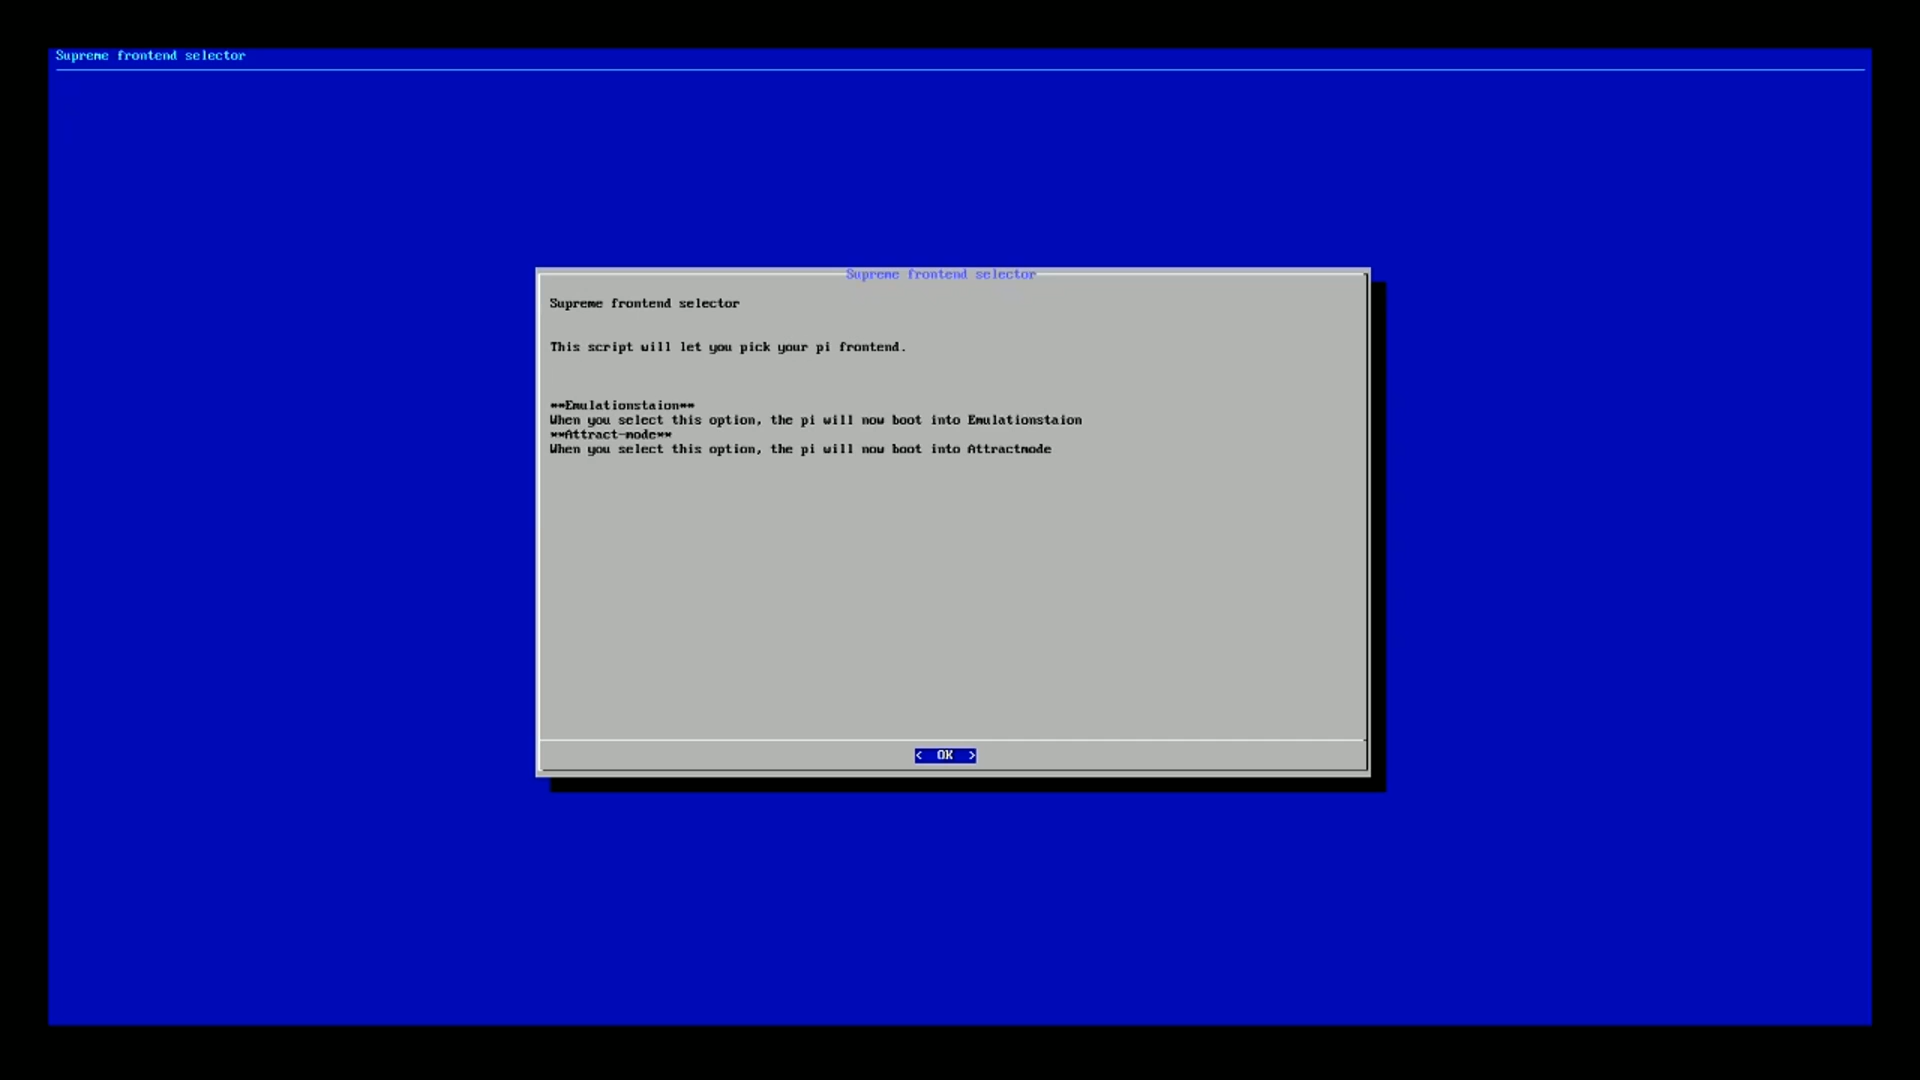 Supreme frontend selector
Supreme frontend selector
Supreme frontend selector
This script will let you pick your pi frontend.
**Emulationstaion**
When you select this option, the pi will now boot into Emulationstaion
**Attract-mode**
When you select this option, the pi will now boot into Attractmode
< OK >